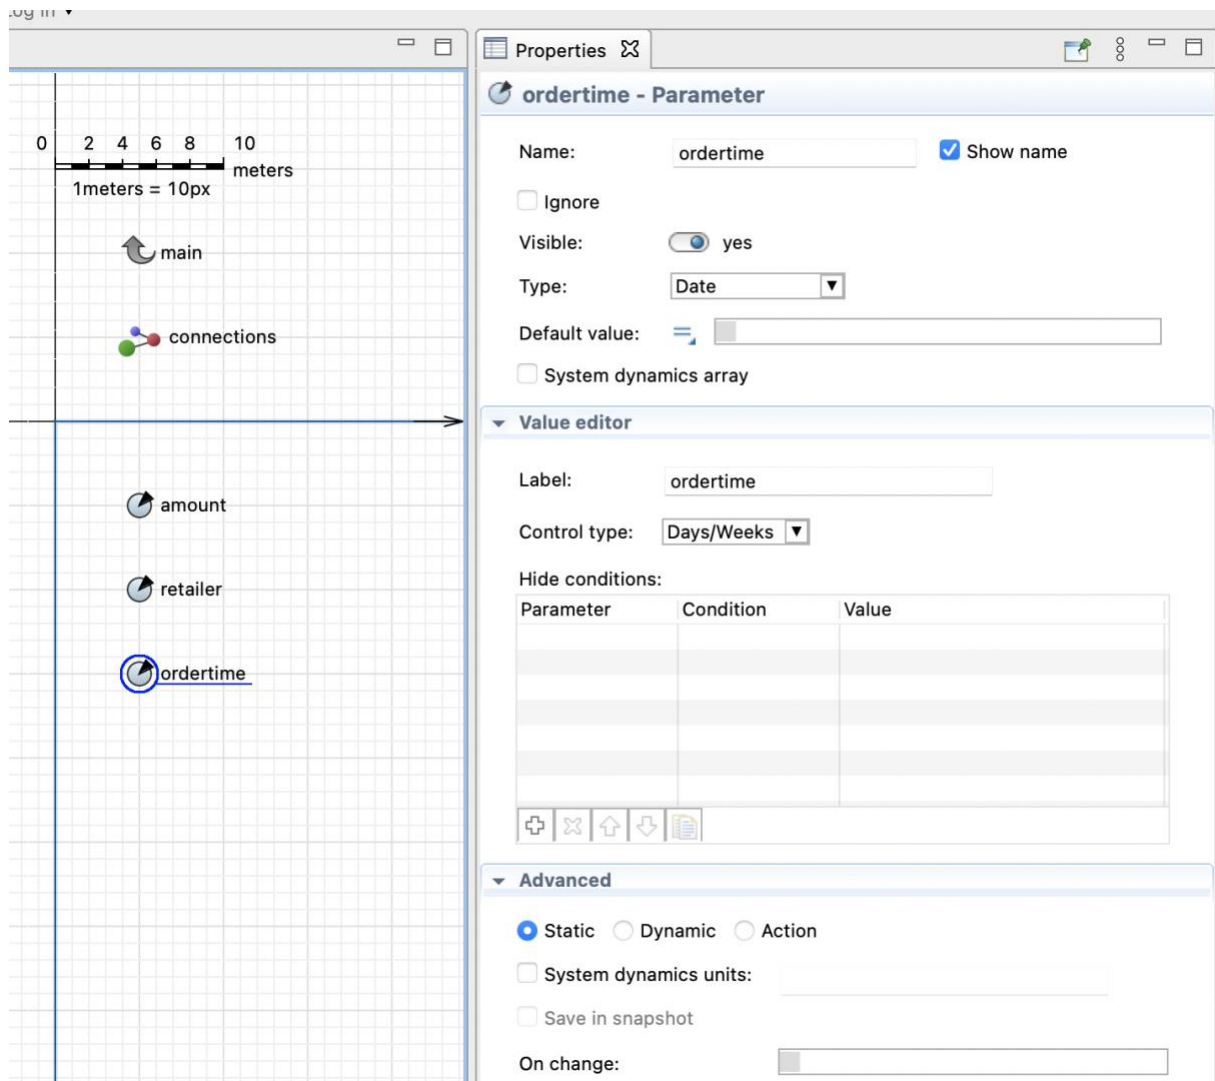 Log in ▼
Properties
ordertime - Parameter
0 2 4 6 8 10
meters
1meters = 10px
main
connections
amount
retailer
ordertime
Name: ordertime Show name
Ignore
Visible: yes
Type: Date
Default value:
System dynamics array
Value editor
Label: ordertime
Control type: Days/Weeks
Hide conditions:
Parameter Condition Value
Advanced
Static Dynamic Action
System dynamics units:
Save in snapshot
On change: